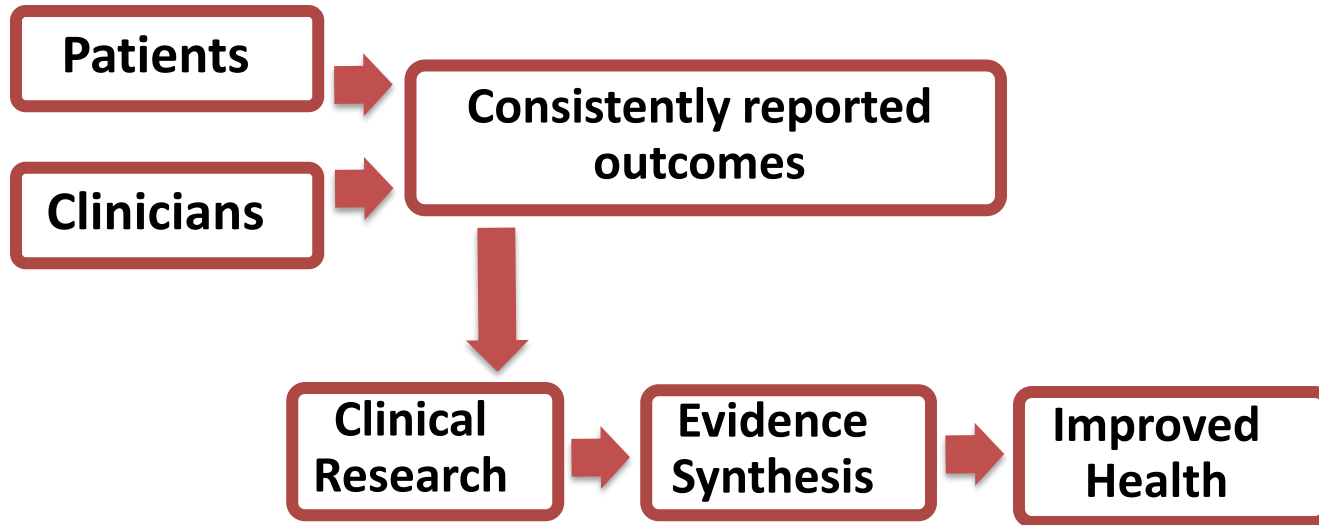 Patients
Consistently reported
outcomes
Clinicians
Clinical
Research
Evidence
Synthesis
Improved
Health